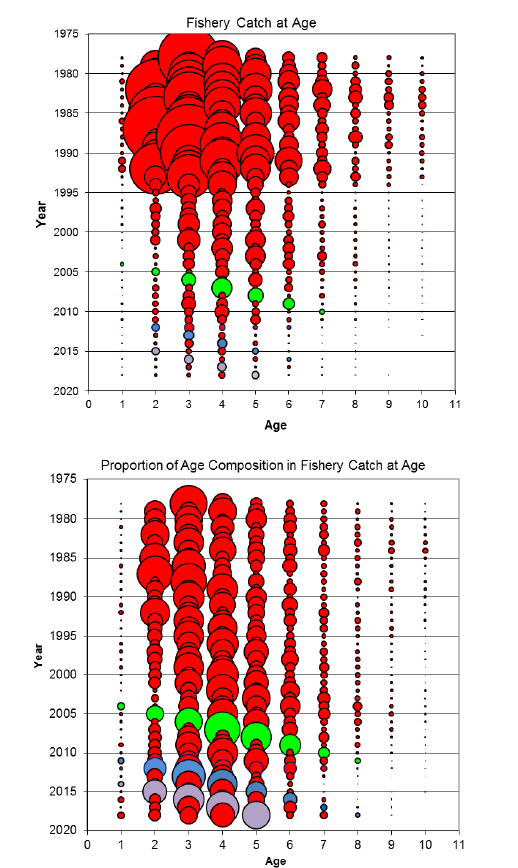 Fishery Catch at Age
1975
1980
1985
1990
1995
2000
2005
2010
2015
2020
Year
0 1 2 3 4 5 6 7 8 9 10 11
Age
Proportion of Age Composition in Fishery Catch at Age
1975
1980
1985
1990
1995
2000
2005
2010
2015
2020
Year
0 1 2 3 4 5 6 7 8 9 10 11
Age